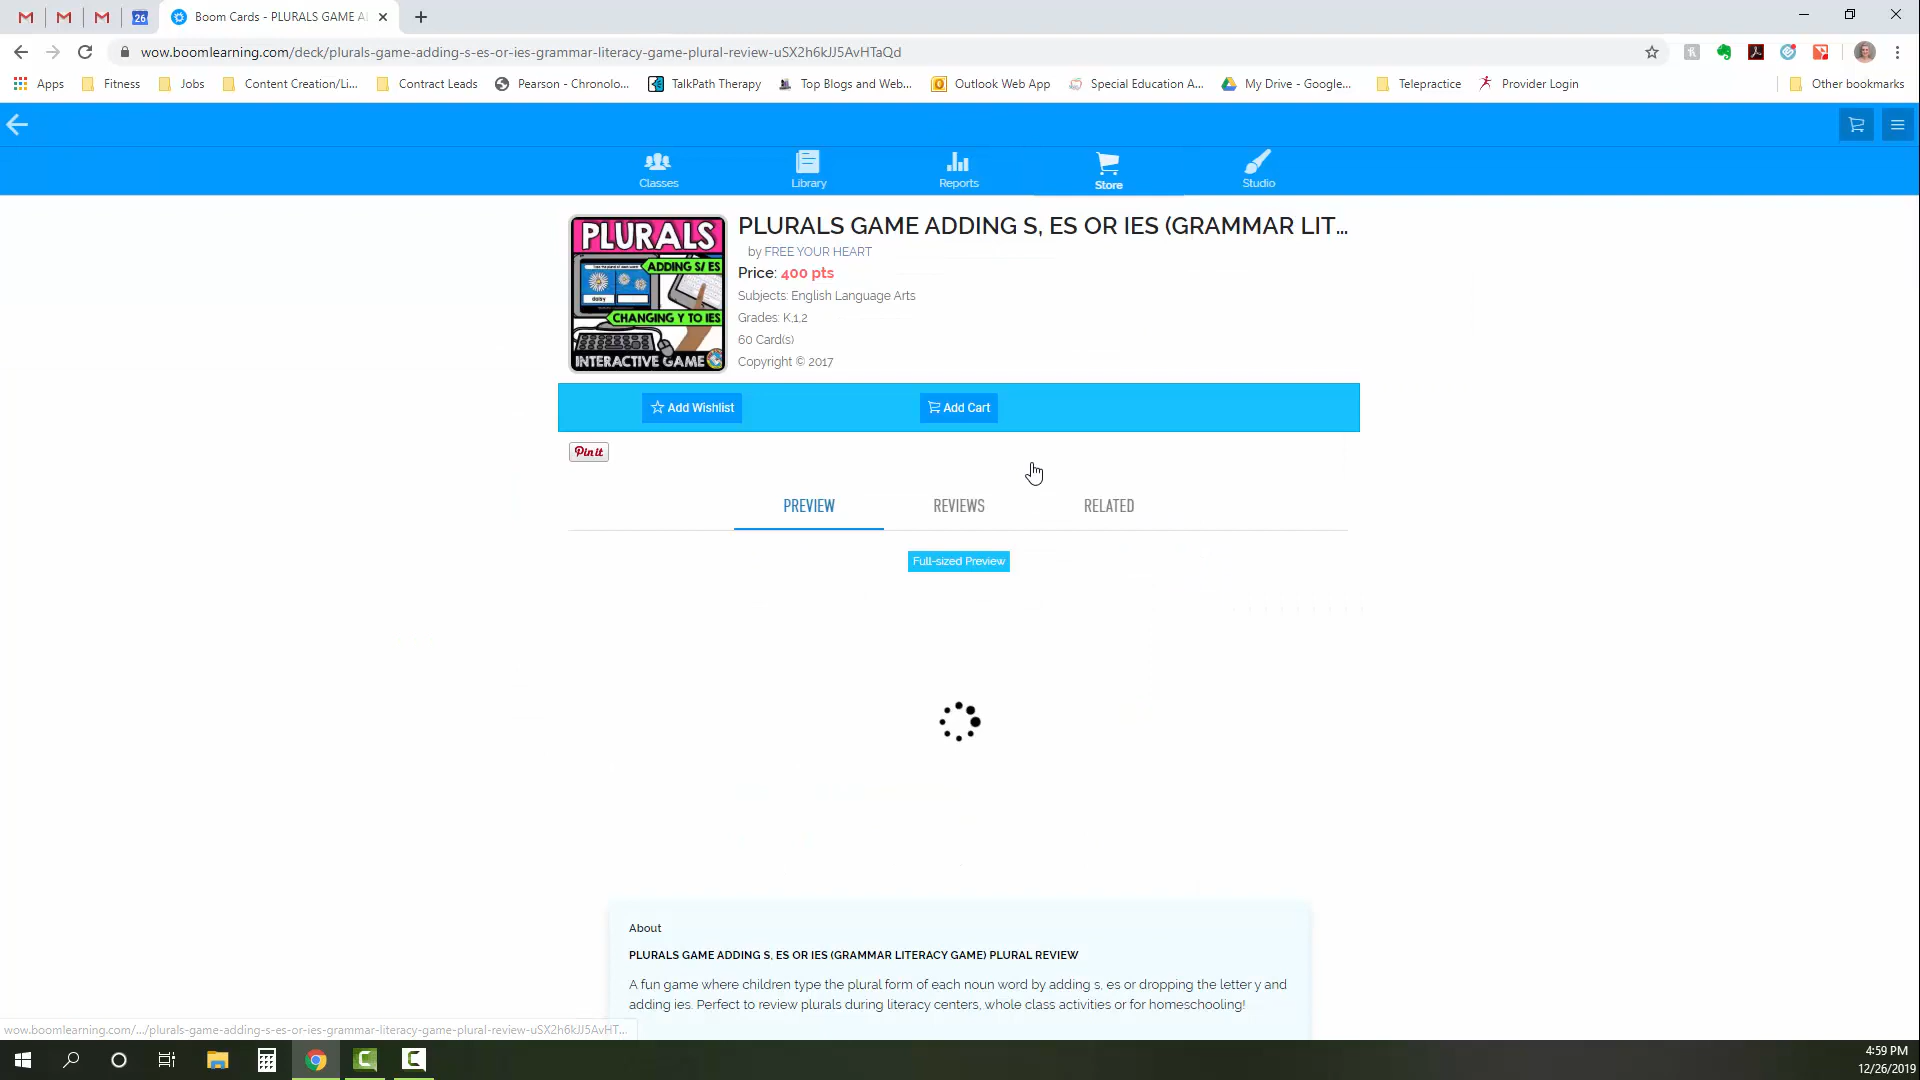 26
Boom Cards - PLURALS GAME A
wow.boomlearning.com/deck/plurals-game-adding-s-es-or-ies-grammar-literacy-game-plural-review-uSX2h6kJJ5AvHTaQd
Apps Fitness Jobs Content Creation/Li... Contract Leads Pearson - Chronolo... TalkPath Therapy Top Blogs and Web... Outlook Web App Special Education A... My Drive - Google... Telepractice Provider Login Other bookmarks
Classes Library Reports Store Studio
PLURALS
ADDING S/ ES
daisy
CHANGING Y TO IES
INTERACTIVE GAME
PLURALS GAME ADDING S, ES OR IES (GRAMMAR LIT...
by FREE YOUR HEART
Price: 400 pts
Subjects: English Language Arts
Grades: K,1,2
60 Card(s)
Copyright © 2017
Add Wishlist Add Cart
Pin it
PREVIEW REVIEWS RELATED
Full-sized Preview
About
PLURALS GAME ADDING S, ES OR IES (GRAMMAR LITERACY GAME) PLURAL REVIEW
A fun game where children type the plural form of each noun word by adding s, es or dropping the letter y and
adding ies. Perfect to review plurals during literacy centers, whole class activities or for homeschooling!
wow.boomlearning.com/.../plurals-game-adding-s-es-or-ies-grammar-literacy-game-plural-review-uSX2h6kJJ5AvHT...
4:59 PM
12/26/2019